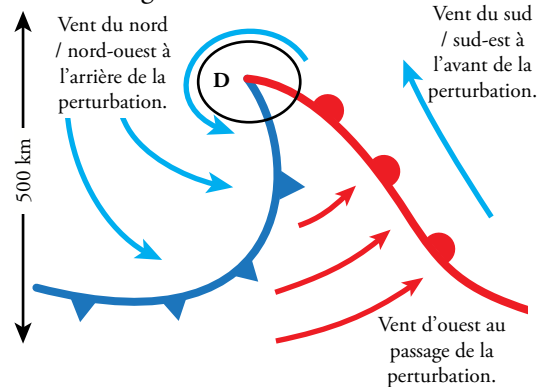 Vent du nord
/ nord-ouest à
l’arrière de la
perturbation.
D
Vent du sud
/ sud-est à
l’avant de la
perturbation.
500 km
Vent d'ouest au
passage de la
perturbation.